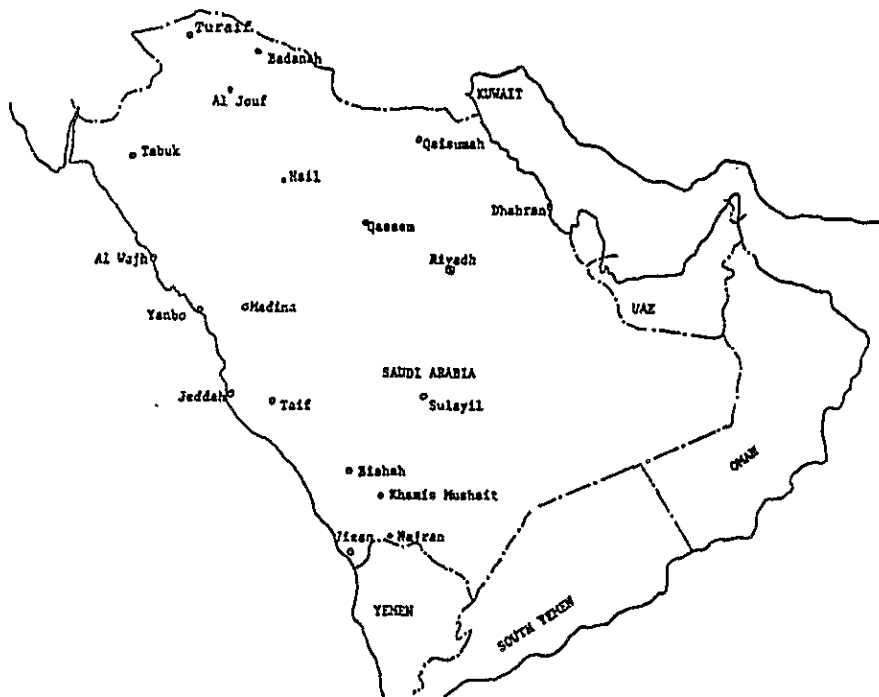 Turaif
Badanah
Al Jouf
KUWAIT
Tabuk
Qaisumah
Hail
Dhahran
Qassem
Al Wajh
Riyadh
Yanbo
Madina
UAE
SAUDI ARABIA
Jeddah
Taif
Sulayil
Bishah
OMAN
Khamis Mushait
Jizan
Najran
YEMEN
SOUTH YEMEN